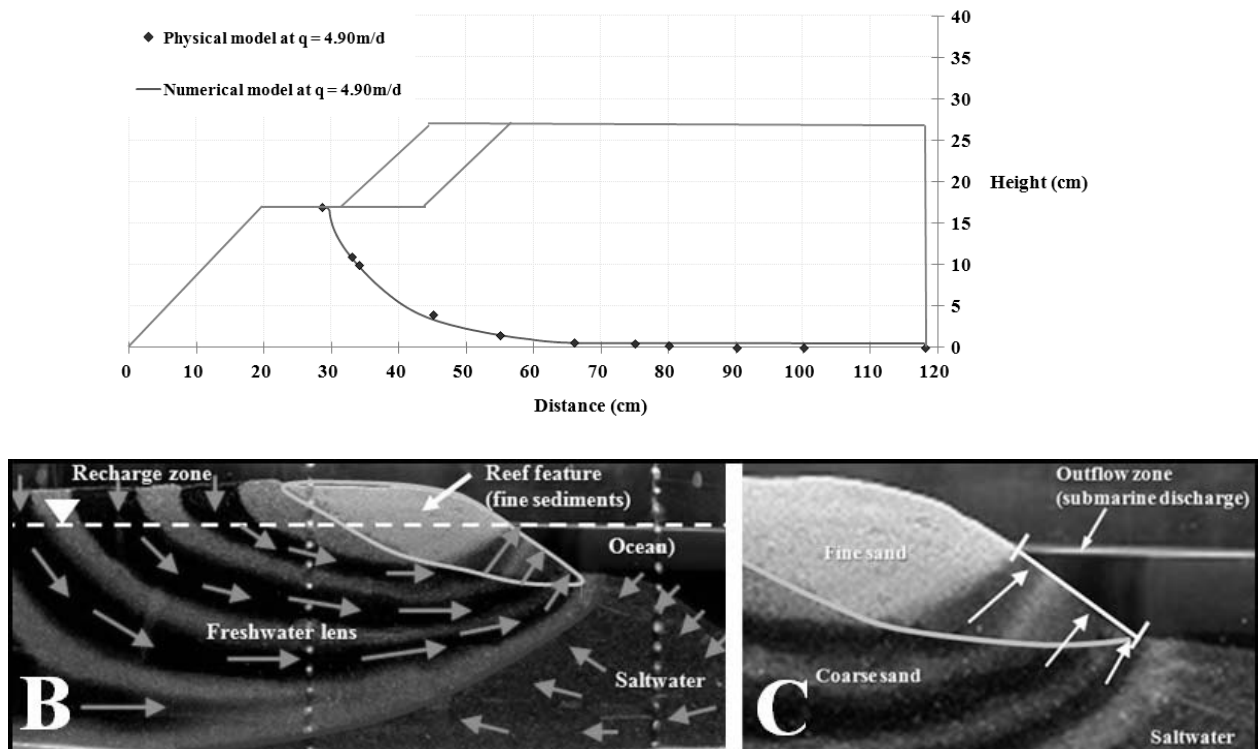 Physical model at q = 4.90m/d
Numerical model at q = 4.90m/d
40
35
30
25
20
15
10
5
0
Height (cm)
0 10 20 30 40 50 60 70 80 90 100 110 120
Distance (cm)
Recharge zone
Reef feature
(fine sediments)
Ocean)
Freshwater lens
Saltwater
B
Outflow zone
(submarine discharge)
Fine sand
Coarse sand
C
Saltwater